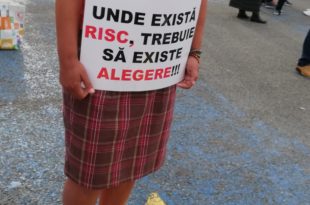 UNDE EXISTĂ
RISC, TREBUIE
SĂ EXISTE
ALEGERE!!!